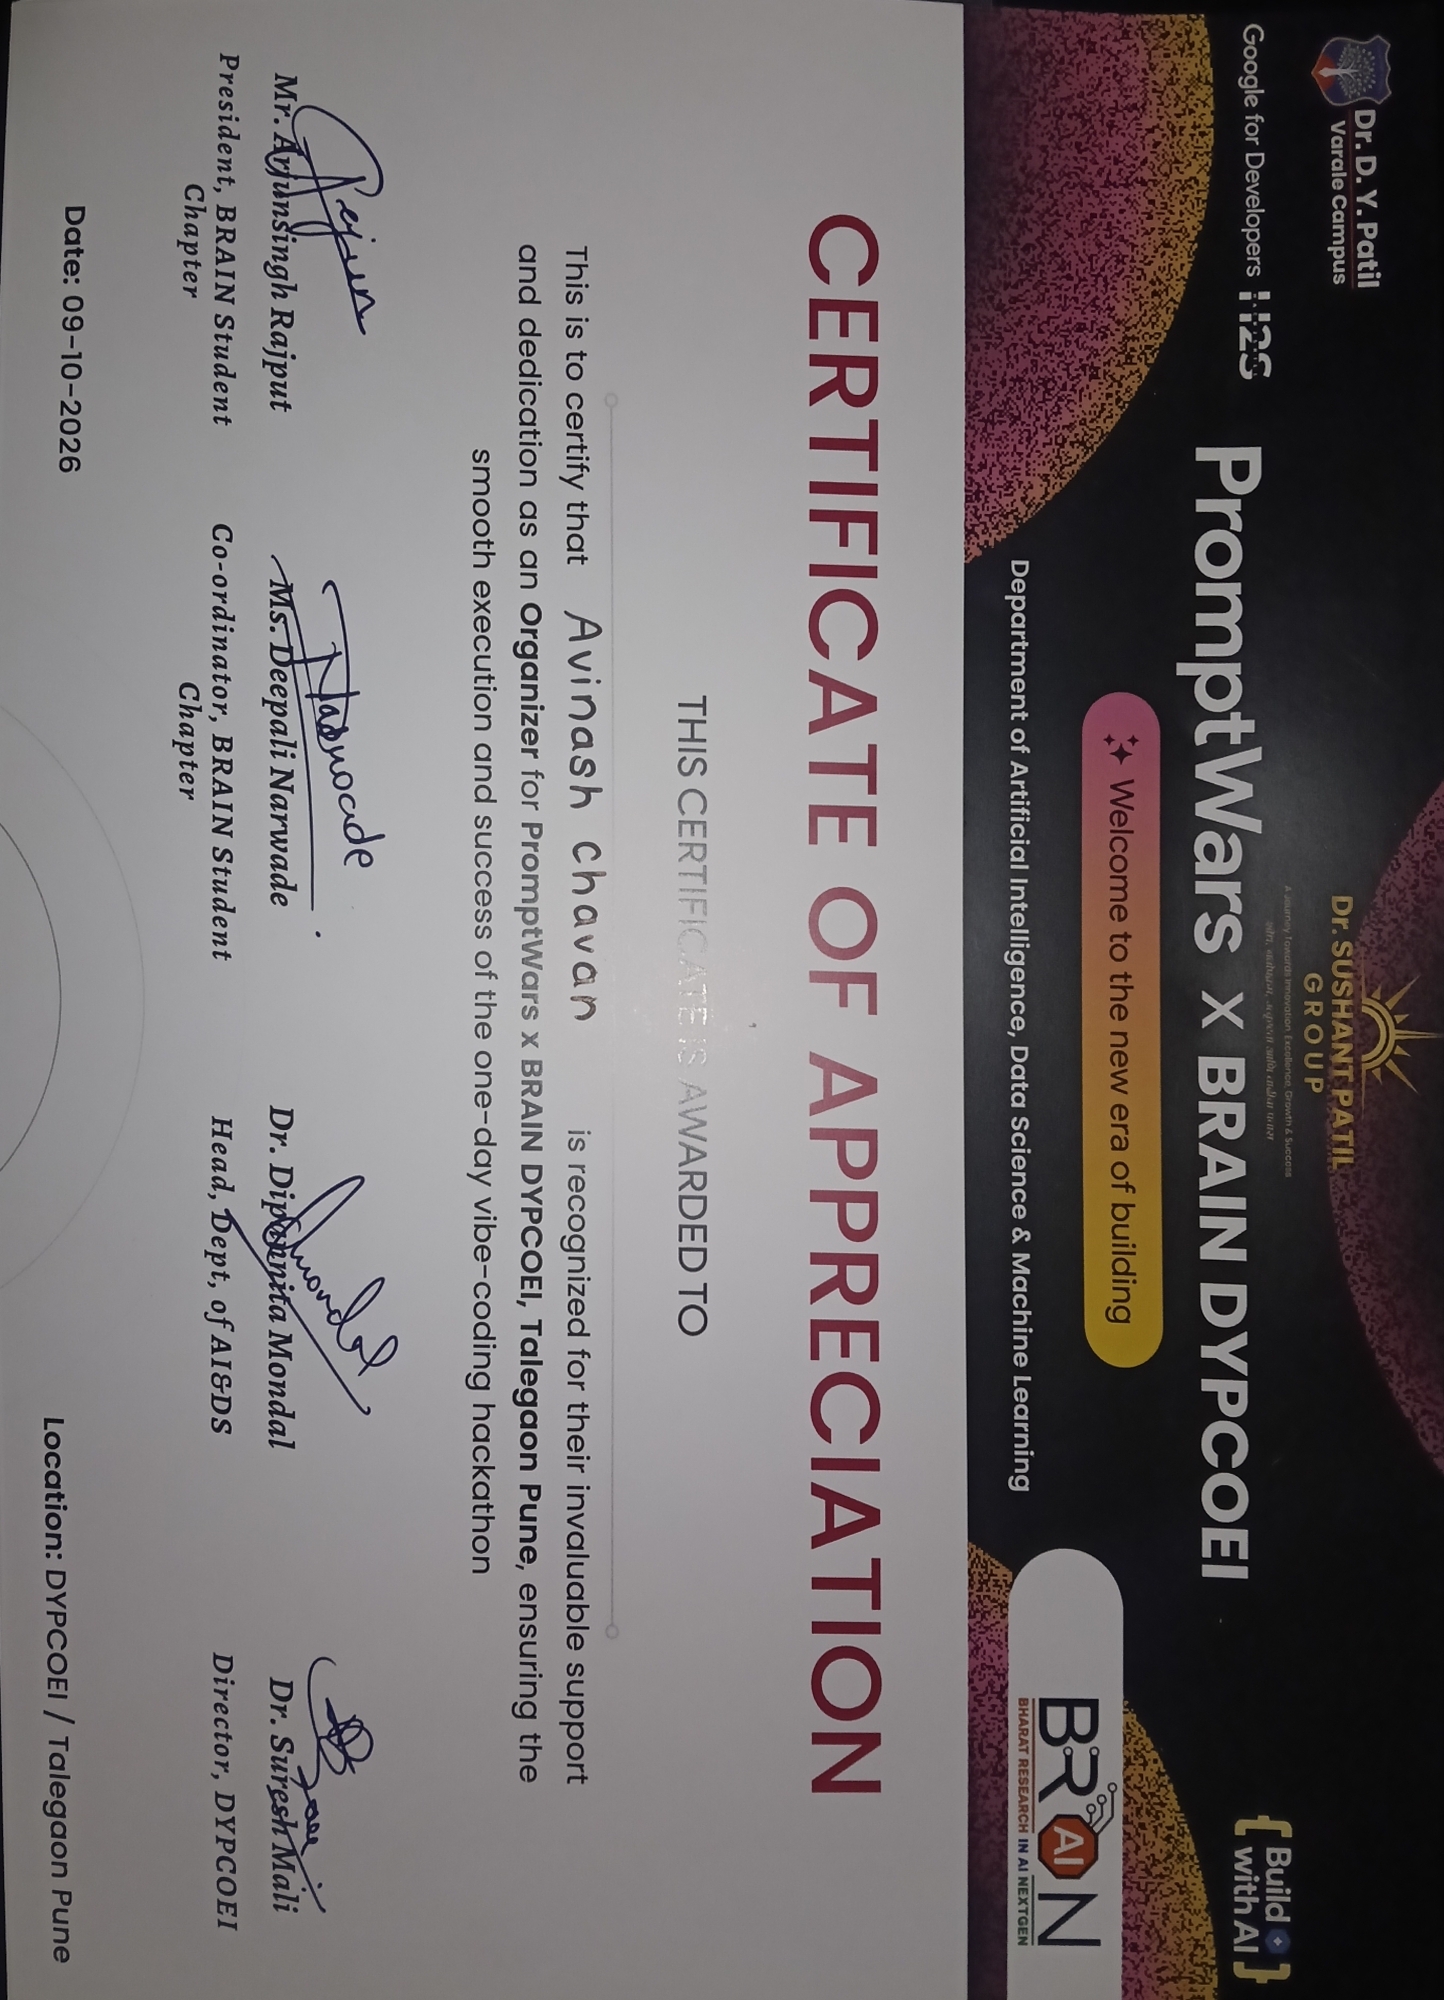 Dr. D. Y. Patil
Varale Campus
Dr. SUSHANT PATIL
GROUP
A Journey Towards Innovation, Excellence, Growth & Success
Google for Developers H2S
Build
with AI
PromptWars X BRAIN DYPCOEI
Welcome to the new era of building
BRAIN
BHARAT RESEARCH IN AI NEXTGEN
Department of Artificial Intelligence, Data Science & Machine Learning
CERTIFICATE OF APPRECIATION
THIS CERTIFICATE IS AWARDED TO
This is to certify that Avinash Chavan is recognized for their invaluable support
and dedication as an Organizer for PromptWars x BRAIN DYPCOEI, Talegaon Pune, ensuring the
smooth execution and success of the one-day vibe-coding hackathon
Mr. Arjunsingh Rajput
President, BRAIN Student
Chapter
Ms. Deepali Narwade
Co-ordinator, BRAIN Student
Chapter
Dr. Dipannita Mondal
Head, Dept, of AI&DS
Dr. Suresh Mali
Director, DYPCOEI
Date: 09-10-2026
Location: DYPCOEI / Talegaon Pune